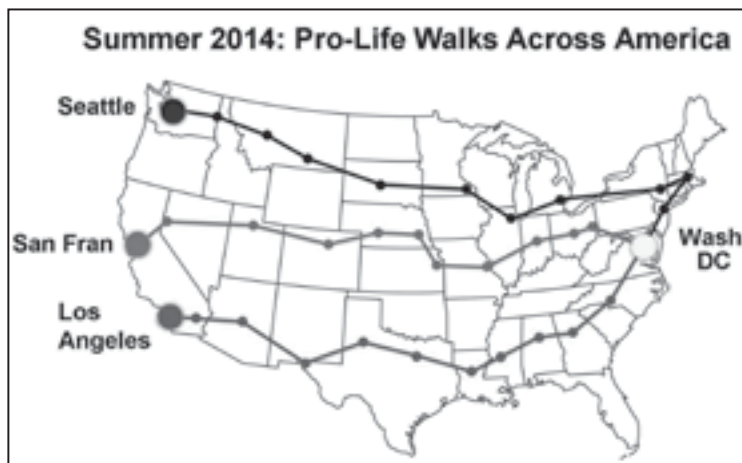 Summer 2014: Pro-Life Walks Across America
Seattle
San Fran
Wash
DC
Los
Angeles